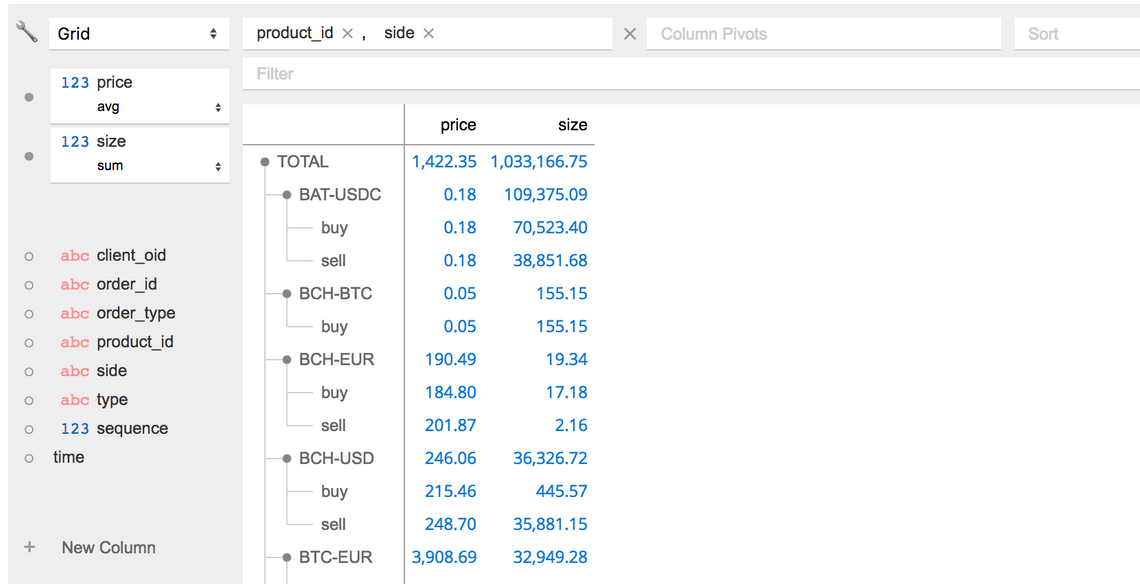 Grid
product_id × , side ×
× Column Pivots
Sort
Filter
123 price
avg
123 size
sum
abc client_oid
abc order_id
abc order_type
abc product_id
abc side
abc type
123 sequence
time
+ New Column
price size
TOTAL 1,422.35 1,033,166.75
BAT-USDC 0.18 109,375.09
buy 0.18 70,523.40
sell 0.18 38,851.68
BCH-BTC 0.05 155.15
buy 0.05 155.15
BCH-EUR 190.49 19.34
buy 184.80 17.18
sell 201.87 2.16
BCH-USD 246.06 36,326.72
buy 215.46 445.57
sell 248.70 35,881.15
BTC-EUR 3,908.69 32,949.28